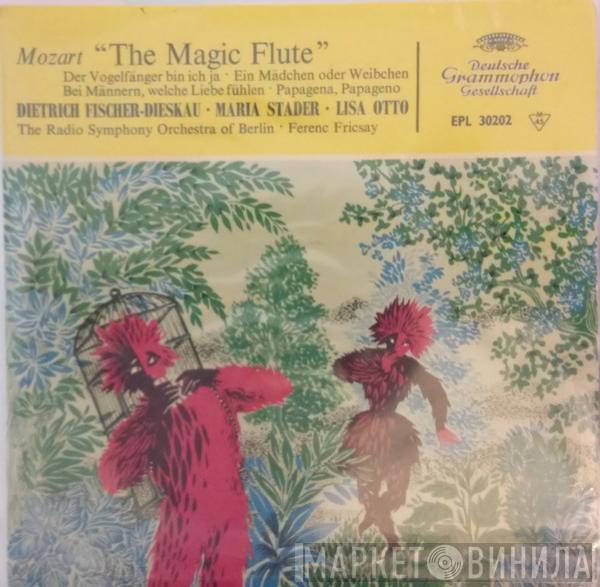 Mozart "The Magic Flute"
Der Vogelfänger bin ich ja · Ein Mädchen oder Weibchen
Bei Männern, welche Liebe fühlen · Papagena, Papageno
DIETRICH FISCHER-DIESKAU · MARIA STADER · LISA OTTO
The Radio Symphony Orchestra of Berlin · Ferenc Fricsay
Deutsche
Grammophon
Gesellschaft
EPL 30202
M
45
МАРКЕТ ВИНИЛА